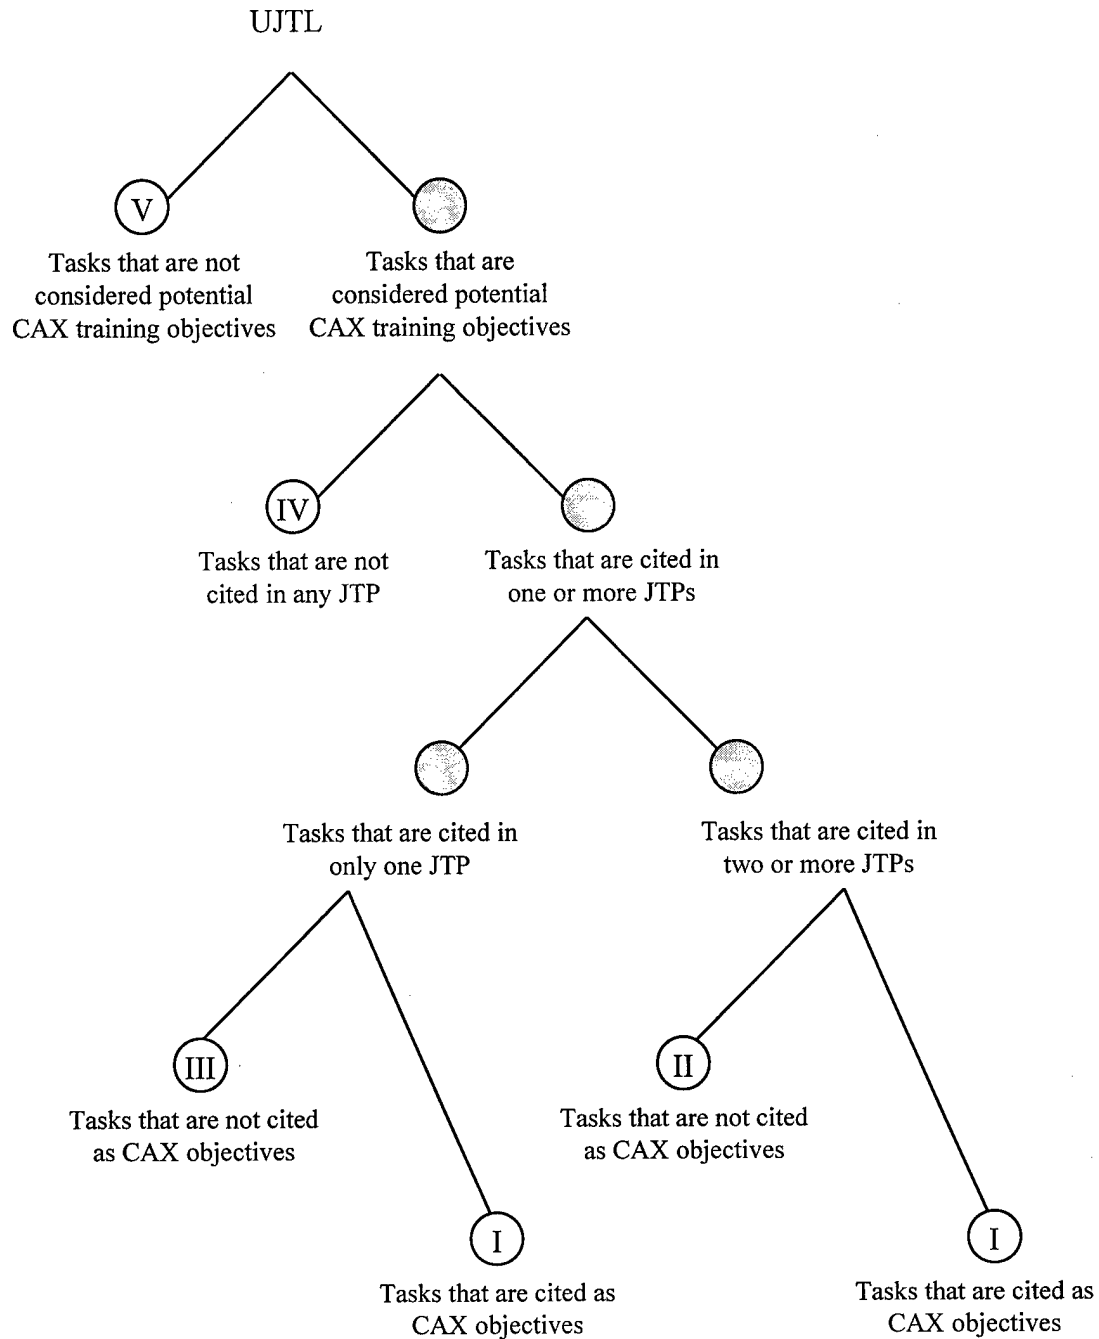 UJTL
V
Tasks that are not
considered potential
CAX training objectives
Tasks that are
considered potential
CAX training objectives
IV
Tasks that are not
cited in any JTP
Tasks that are cited in
one or more JTPs
Tasks that are cited in
only one JTP
Tasks that are cited in
two or more JTPs
III
Tasks that are not cited
as CAX objectives
II
Tasks that are not cited
as CAX objectives
I
Tasks that are cited as
CAX objectives
I
Tasks that are cited as
CAX objectives